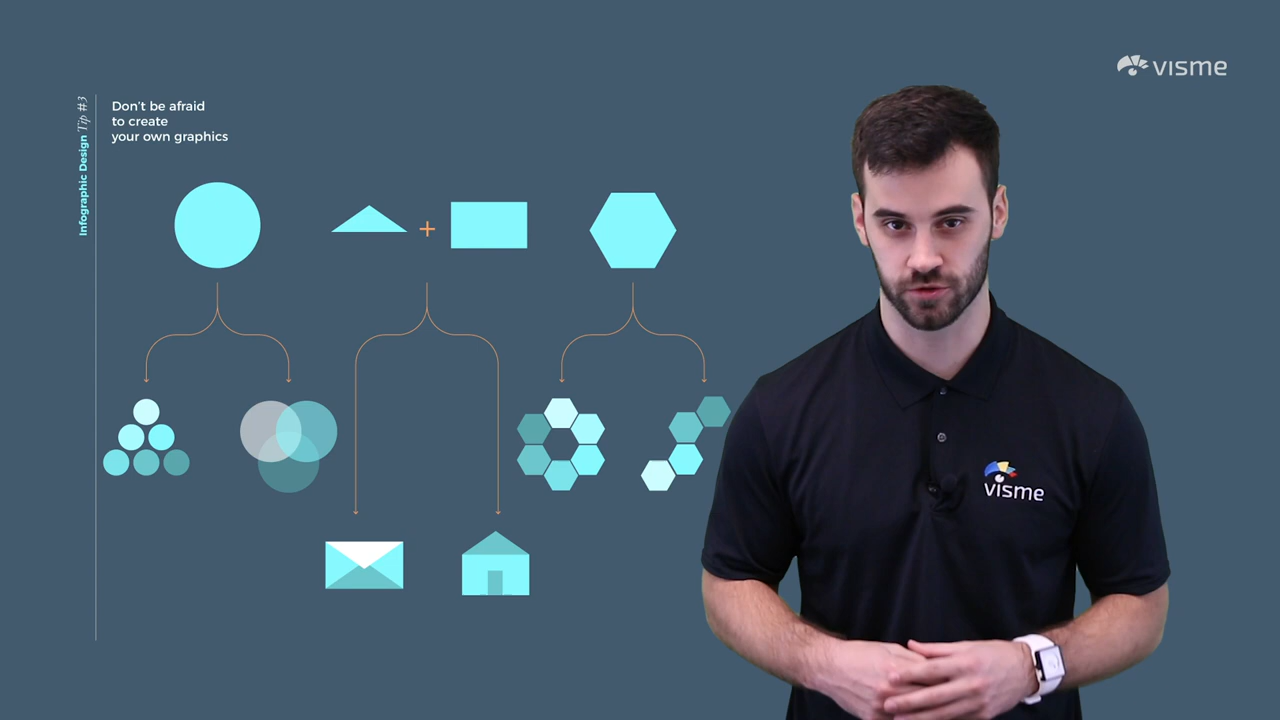 Infographic Design Tip #3
Don't be afraid
to create
your own graphics
+
visme
visme